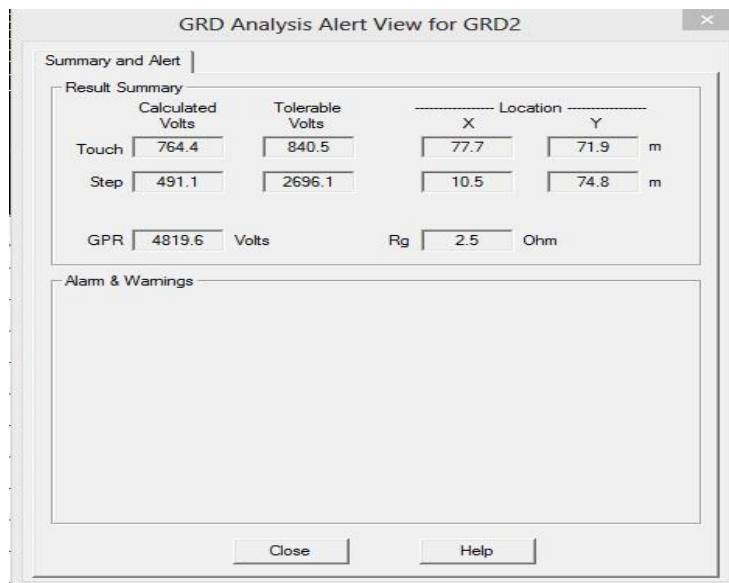 GRD Analysis Alert View for GRD2
Summary and Alert
Result Summary
Calculated Volts Tolerable Volts ---------------- Location ----------------
X Y
Touch 764.4 840.5 77.7 71.9 m
Step 491.1 2696.1 10.5 74.8 m
GPR 4819.6 Volts Rg 2.5 Ohm
Alarm & Warnings
Close Help